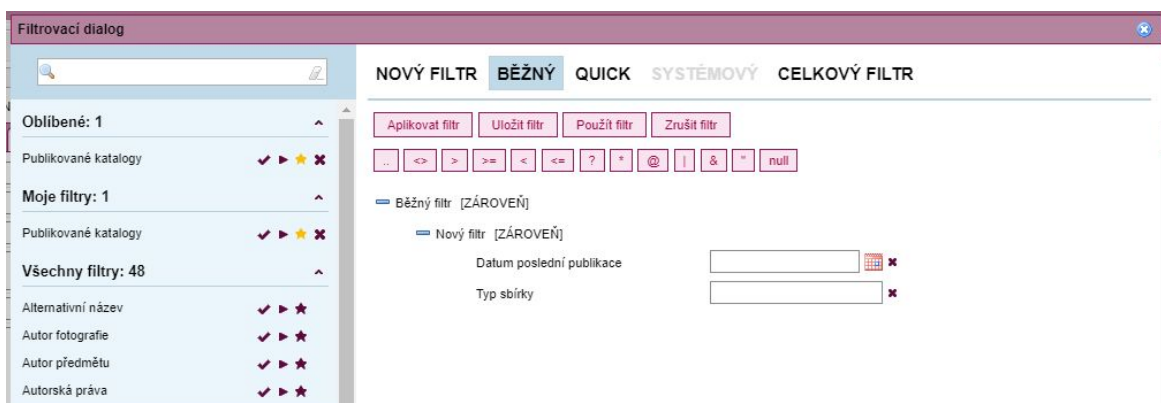 Filtrovací dialog
Oblíbené: 1
Publikované katalogy
Moje filtry: 1
Publikované katalogy
Všechny filtry: 48
Alternativní název
Autor fotografie
Autor předmětu
Autorská práva
NOVÝ FILTR BĚŽNÝ QUICK SYSTÉMOVÝ CELKOVÝ FILTR
Aplikovat filtr Uložit filtr Použít filtr Zrušit filtr
.. <> > >= < <= ? * @ | & " null
Běžný filtr [ZÁROVEŇ]
Nový filtr [ZÁROVEŇ]
Datum poslední publikace
Typ sbírky